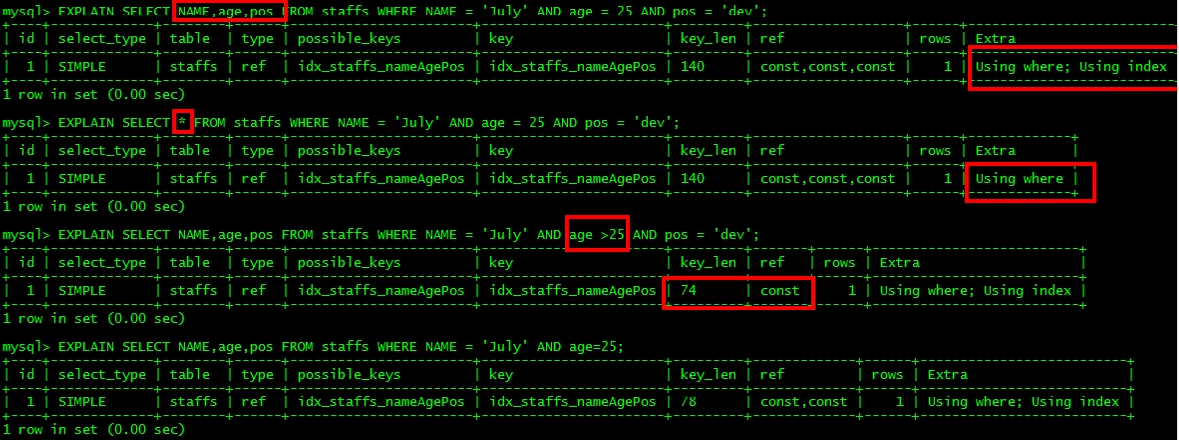 mysql> EXPLAIN SELECT NAME,age,pos FROM staffs WHERE NAME = 'July' AND age = 25 AND pos = 'dev';
+----+-------------+--------+------+-----------------------+-----------------------+---------+-------------------+------+--------------------------+
| id | select_type | table | type | possible_keys | key | key_len | ref | rows | Extra
+----+-------------+--------+------+-----------------------+-----------------------+---------+-------------------+------+--------------------------+
| 1 | SIMPLE | staffs | ref | idx_staffs_nameAgePos | idx_staffs_nameAgePos | 140 | const,const,const | 1 | Using where; Using index
+----+-------------+--------+------+-----------------------+-----------------------+---------+-------------------+------+--------------------------+
1 row in set (0.00 sec)
mysql> EXPLAIN SELECT * FROM staffs WHERE NAME = 'July' AND age = 25 AND pos = 'dev';
+----+-------------+--------+------+-----------------------+-----------------------+---------+-------------------+------+-------------+
| id | select_type | table | type | possible_keys | key | key_len | ref | rows | Extra |
+----+-------------+--------+------+-----------------------+-----------------------+---------+-------------------+------+-------------+
| 1 | SIMPLE | staffs | ref | idx_staffs_nameAgePos | idx_staffs_nameAgePos | 140 | const,const,const | 1 | Using where |
+----+-------------+--------+------+-----------------------+-----------------------+---------+-------------------+------+-------------+
1 row in set (0.00 sec)
mysql> EXPLAIN SELECT NAME,age,pos FROM staffs WHERE NAME = 'July' AND age >25 AND pos = 'dev';
+----+-------------+--------+------+-----------------------+-----------------------+---------+-------+------+--------------------------+
| id | select_type | table | type | possible_keys | key | key_len | ref | rows | Extra |
+----+-------------+--------+------+-----------------------+-----------------------+---------+-------+------+--------------------------+
| 1 | SIMPLE | staffs | ref | idx_staffs_nameAgePos | idx_staffs_nameAgePos | 74 | const | 1 | Using where; Using index |
+----+-------------+--------+------+-----------------------+-----------------------+---------+-------+------+--------------------------+
1 row in set (0.00 sec)
mysql> EXPLAIN SELECT NAME,age,pos FROM staffs WHERE NAME = 'July' AND age=25;
+----+-------------+--------+------+-----------------------+-----------------------+---------+-------------+------+--------------------------+
| id | select_type | table | type | possible_keys | key | key_len | ref | rows | Extra |
+----+-------------+--------+------+-----------------------+-----------------------+---------+-------------+------+--------------------------+
| 1 | SIMPLE | staffs | ref | idx_staffs_nameAgePos | idx_staffs_nameAgePos | 78 | const,const | 1 | Using where; Using index |
+----+-------------+--------+------+-----------------------+-----------------------+---------+-------------+------+--------------------------+
1 row in set (0.00 sec)